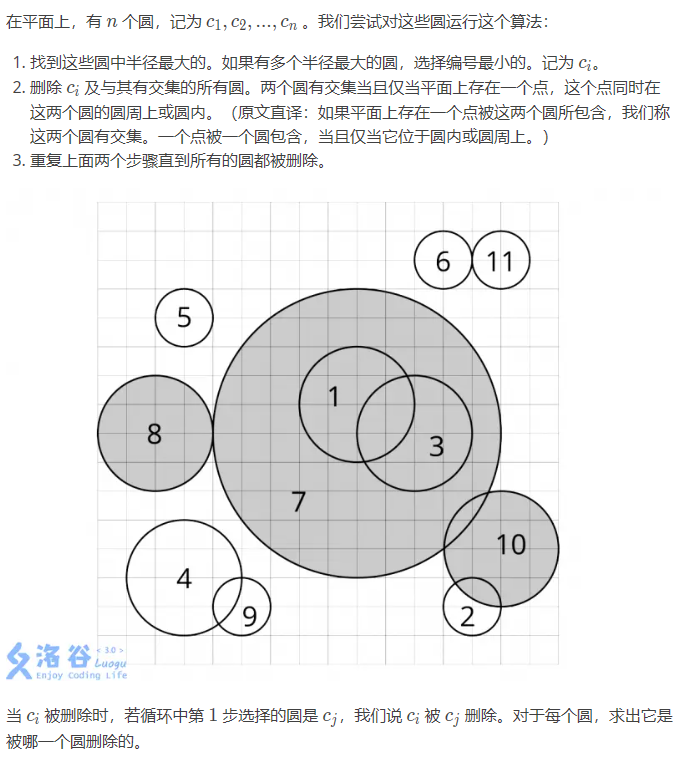 在平面上，有 n 个圆，记为 c₁, c₂, ..., cₙ 。我们尝试对这些圆运行这个算法：
1. 找到这些圆中半径最大的。如果有多个半径最大的圆，选择编号最小的。记为 cᵢ。
2. 删除 cᵢ 及与其有交集的所有圆。两个圆有交集当且仅当平面上存在一个点，这个点同时在
这两个圆的圆周上或圆内。（原文直译：如果平面上存在一个点被这两个圆所包含，我们称
这两个圆有交集。一个点被一个圆包含，当且仅当它位于圆内或圆周上。）
3. 重复上面两个步骤直到所有的圆都被删除。
6 11
5
1
8
3
7
10
4
9 2
洛谷 < 3.0 > Luogu
Enjoy Coding Life
当 cᵢ 被删除时，若循环中第 1 步选择的圆是 cⱼ，我们说 cᵢ 被 cⱼ 删除。对于每个圆，求出它是
被哪一个圆删除的。